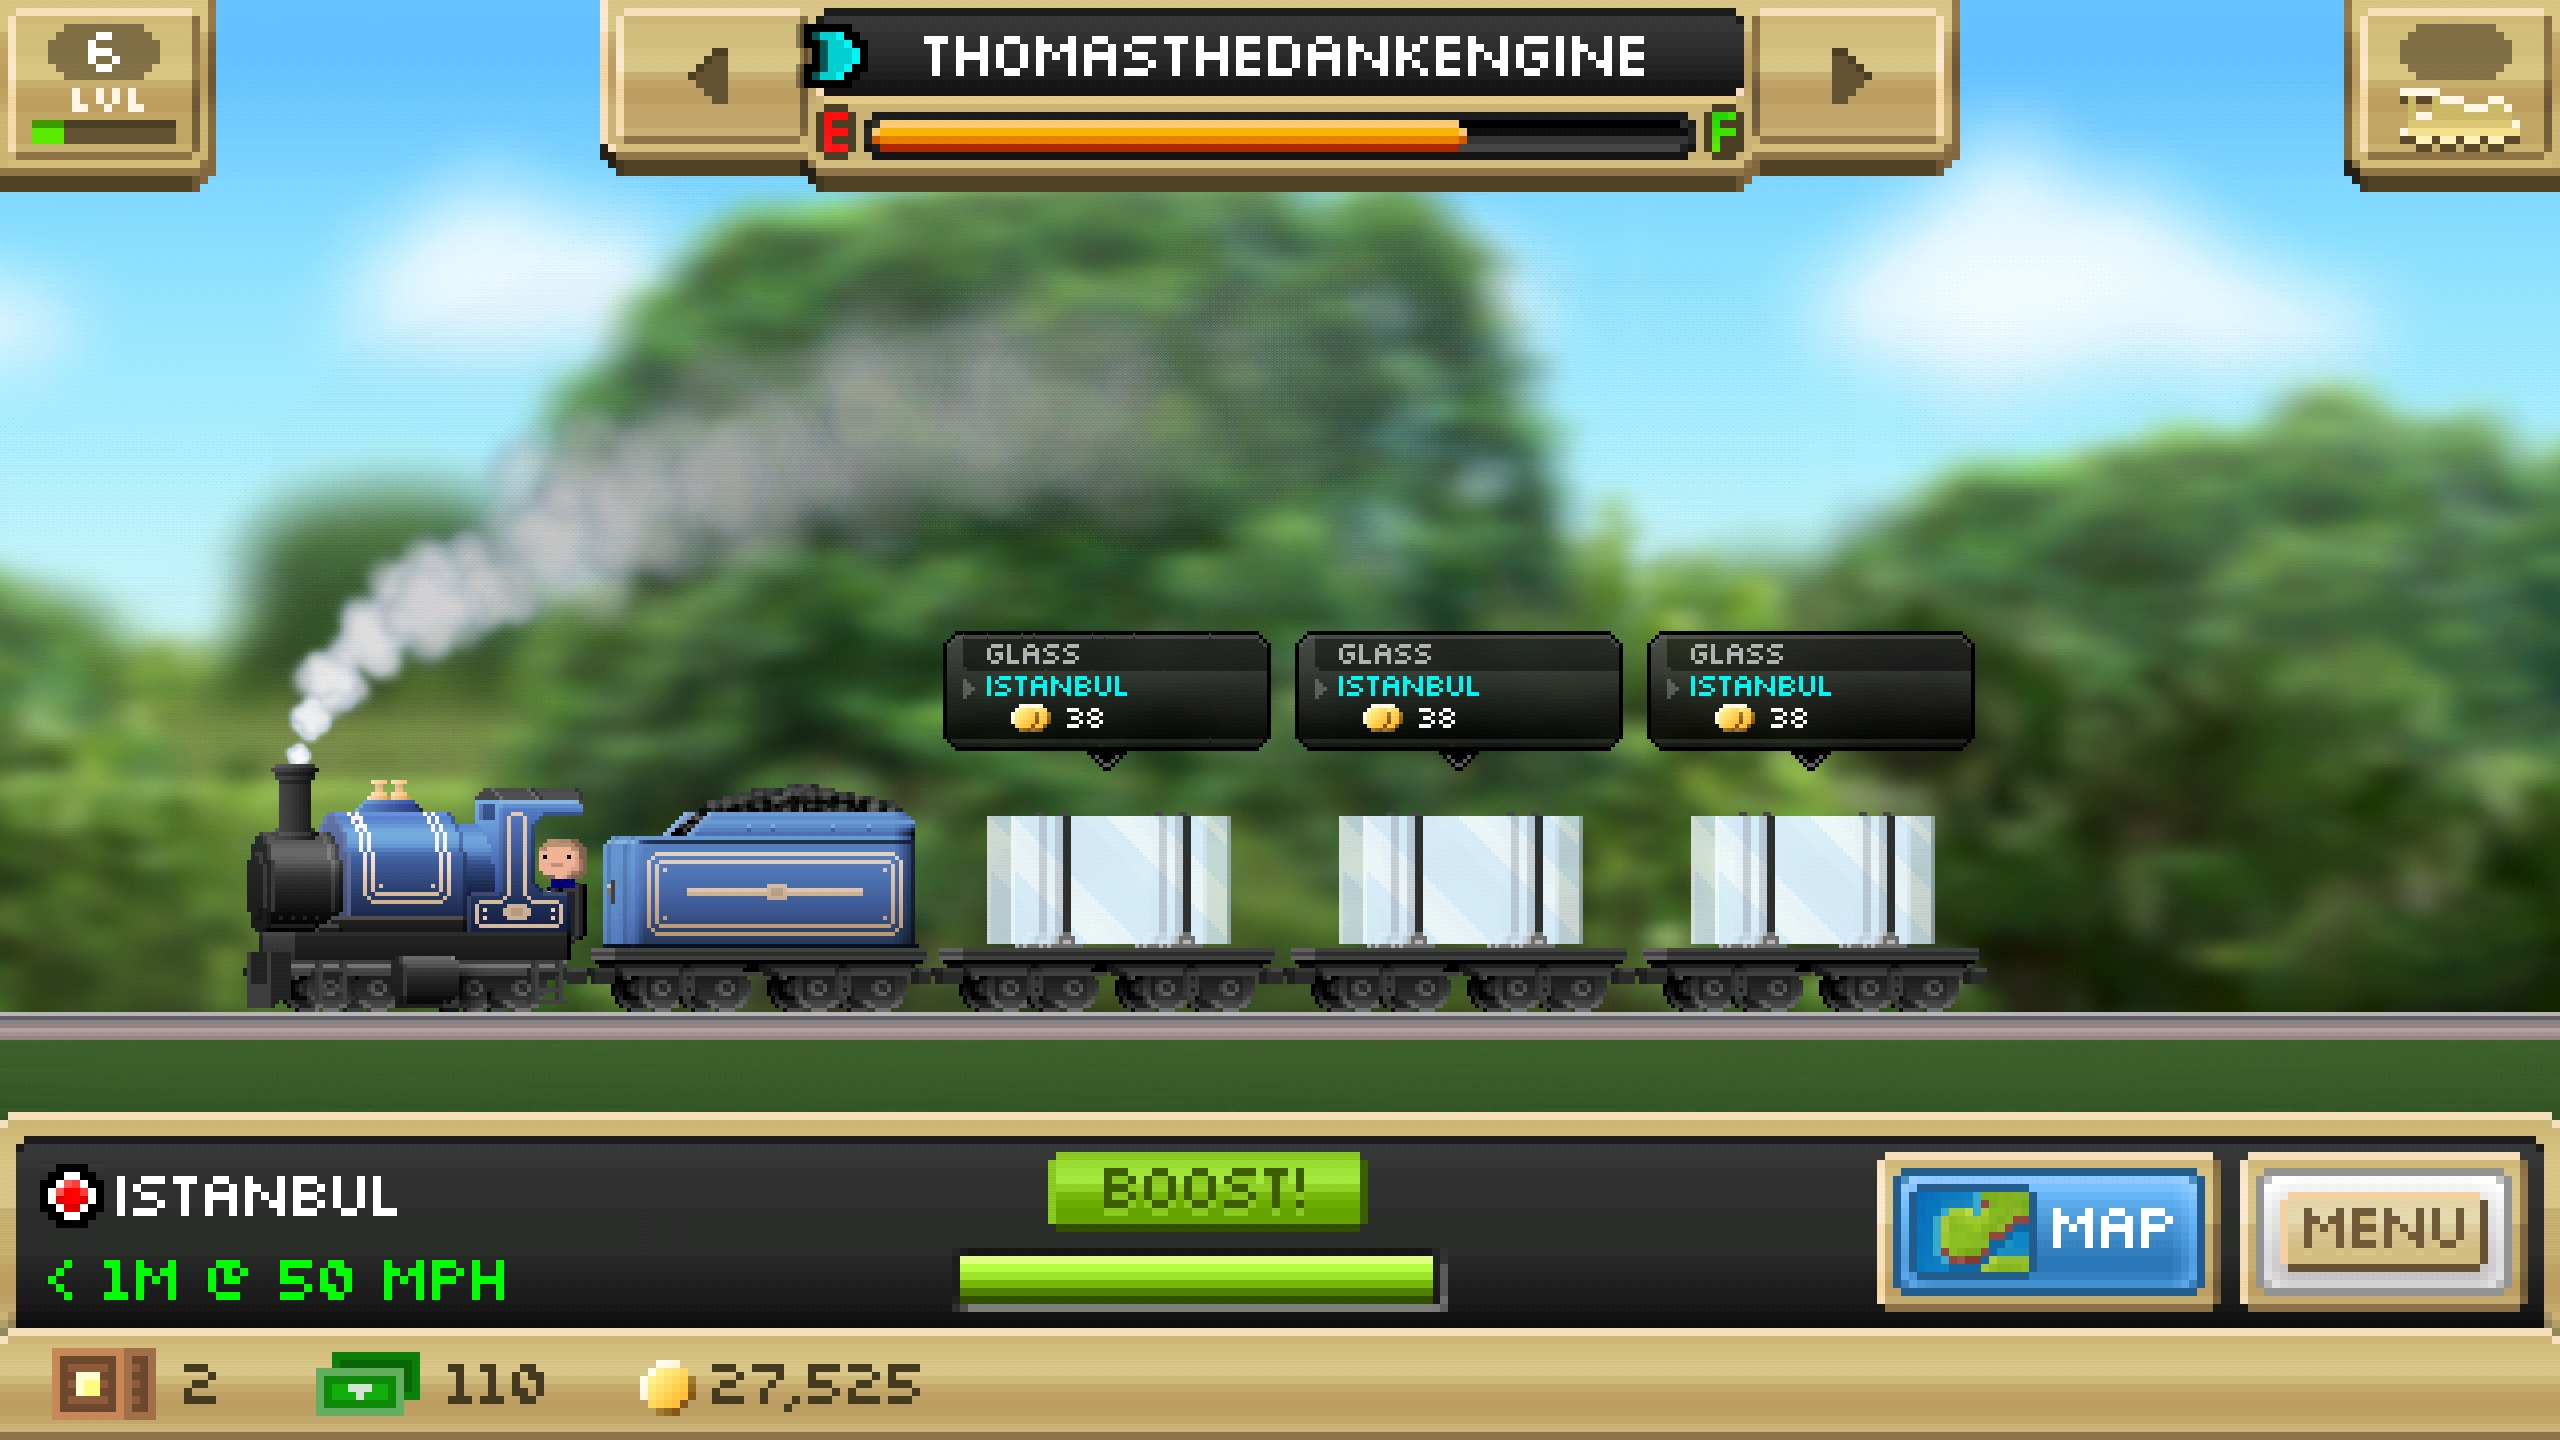 6
LVL
THOMASTHEDANKENGINE
E F
GLASS
ISTANBUL
38
GLASS
ISTANBUL
38
GLASS
ISTANBUL
38
ISTANBUL
< 1M @ 50 MPH
BOOST!
MAP
MENU
2 110 27,525